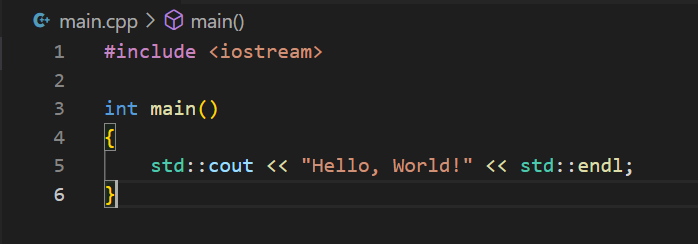 main.cpp > main()
1 #include <iostream>
2
3 int main()
4 {
5     std::cout << "Hello, World!" << std::endl;
6 }